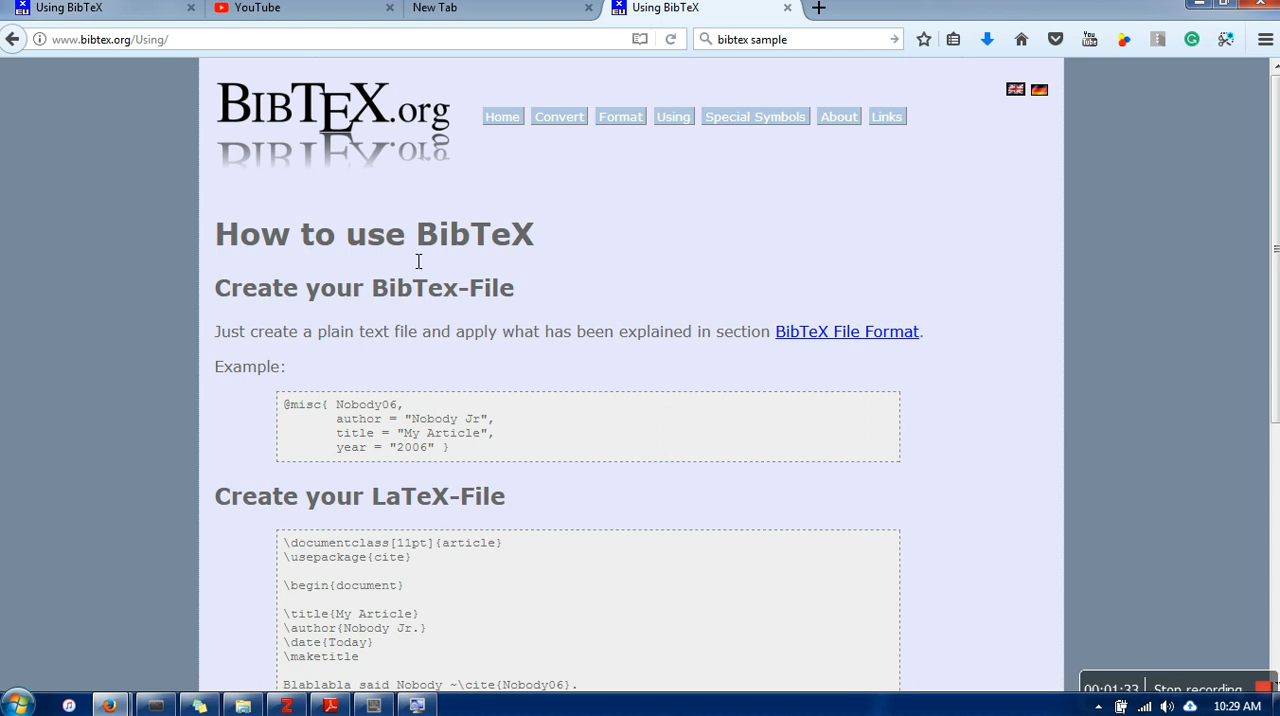 Using BibTeX
YouTube
New Tab
Using BibTeX
www.bibtex.org/Using/
bibtex sample
BIBTEX.org
Home
Convert
Format
Using
Special Symbols
About
Links
How to use BibTeX
Create your BibTex-File
Just create a plain text file and apply what has been explained in section BibTeX File Format.
Example:
@misc{ Nobody06,
author = "Nobody Jr",
title = "My Article",
year = "2006" }
Create your LaTeX-File
\documentclass[11pt]{article}
\usepackage{cite}
\begin{document}
\title{My Article}
\author{Nobody Jr.}
\date{Today}
\maketitle
Blablabla said Nobody ~\cite{Nobody06}.
00:01:33
Stop recording
10:29 AM